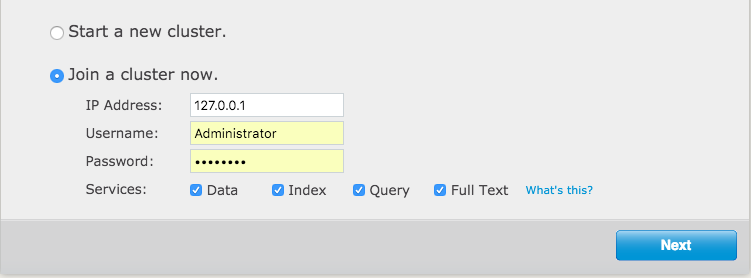 Start a new cluster.
Join a cluster now.
IP Address: 127.0.0.1
Username: Administrator
Password: ••••••••
Services: Data Index Query Full Text What's this?
Next